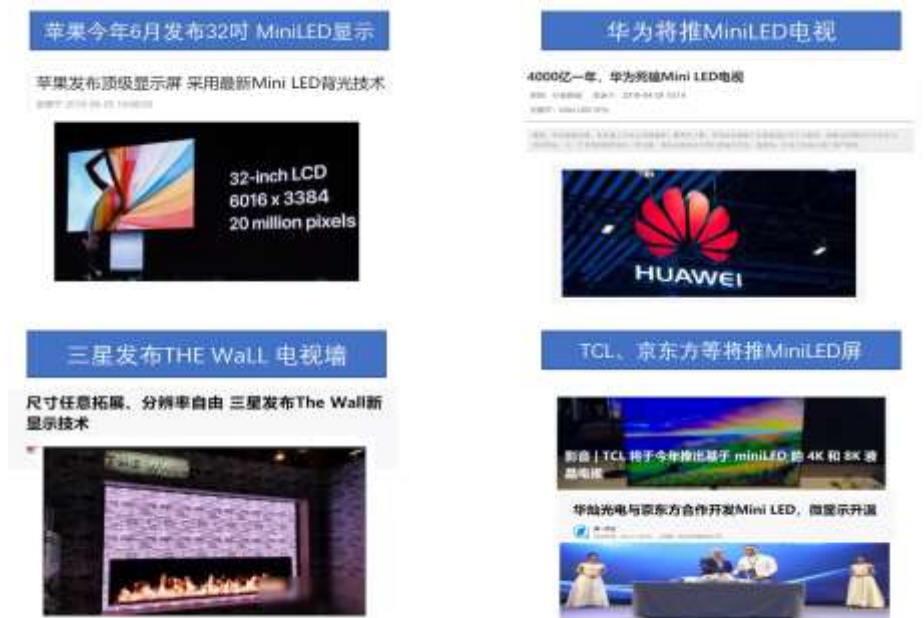 苹果今年6月发布32吋 MiniLED显示
苹果发布顶级显示屏 采用最新Mini LED背光技术
32-inch LCD
6016 x 3384
20 million pixels
华为将推MiniLED电视
4000亿一年，华为死磕Mini LED电视
HUAWEI
三星发布THE WaLL 电视墙
尺寸任意拓展、分辨率自由 三星发布The Wall新
显示技术
TCL、京东方等将推MiniLED屏
影音 | TCL 将于今年推出基于 miniLED 的 4K 和 8K 液
晶电视
华灿光电与京东方合作开发Mini LED，微显示升温